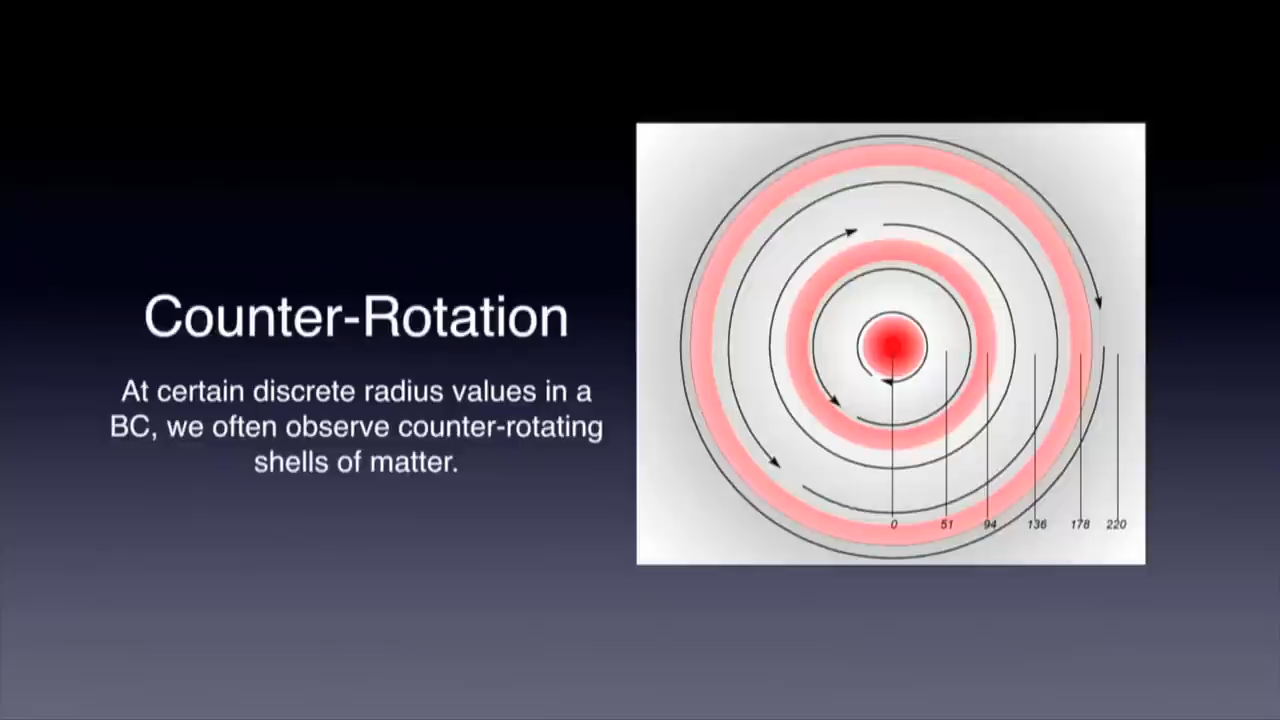 Counter-Rotation
At certain discrete radius values in a
BC, we often observe counter-rotating
shells of matter.
0 51 94 136 178 220